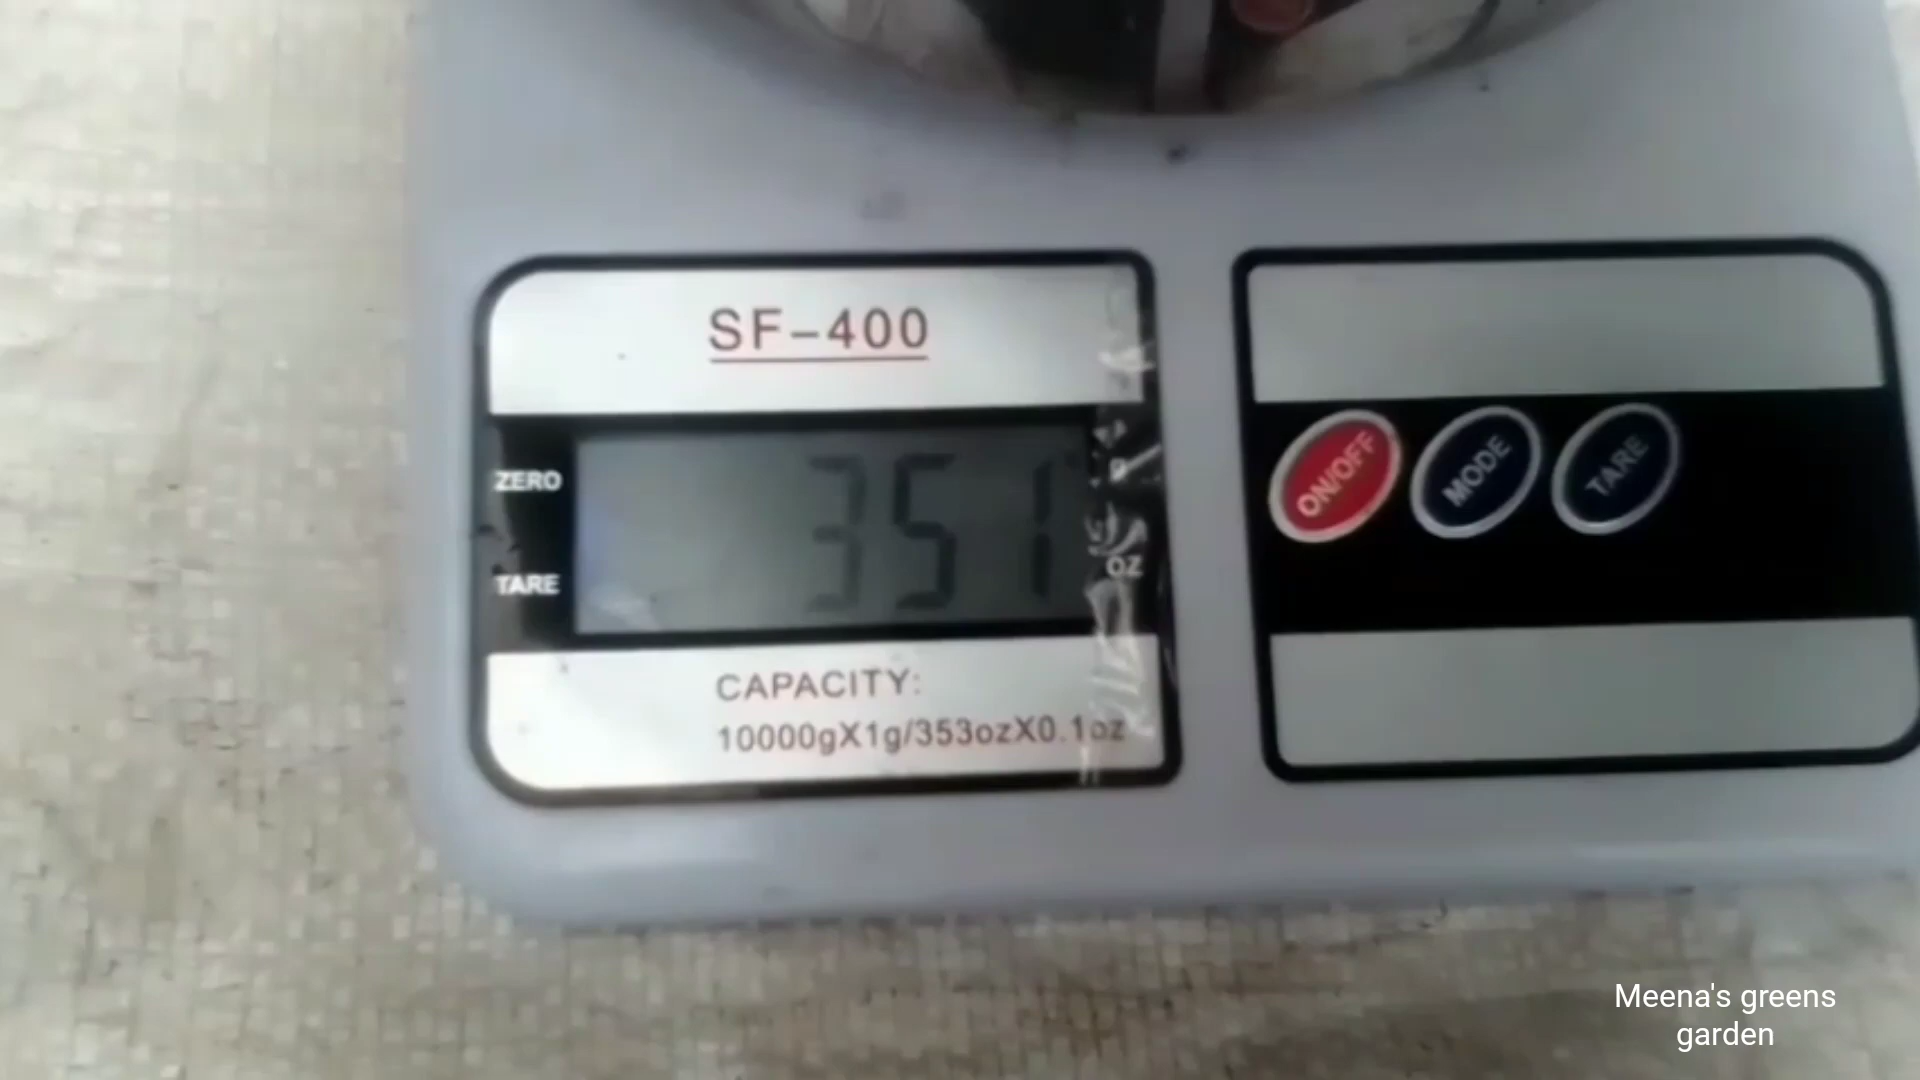 SF-400
ZERO
g
351
OZ
TARE
CAPACITY:
10000gX1g/353ozX0.1oz
ON/OFF
MODE
TARE
Meena's greens
garden